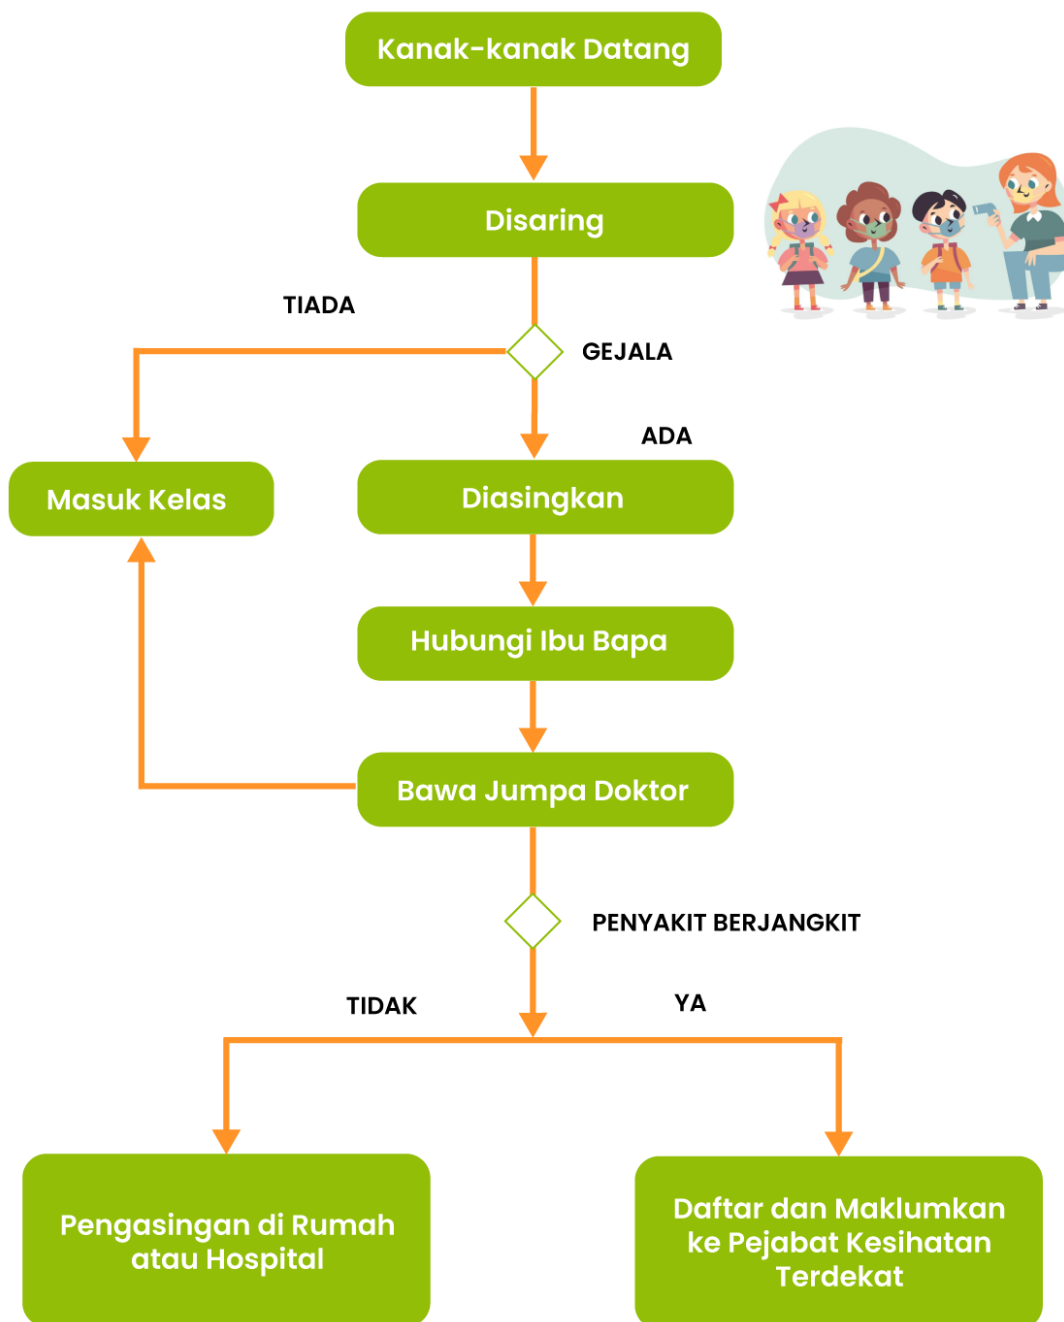 Kanak-kanak Datang
Disaring
TIADA
GEJALA
ADA
Masuk Kelas
Diasingkan
Hubungi Ibu Bapa
Bawa Jumpa Doktor
PENYAKIT BERJANGKIT
TIDAK
YA
Pengasingan di Rumah
atau Hospital
Daftar dan Maklumkan
ke Pejabat Kesihatan
Terdekat